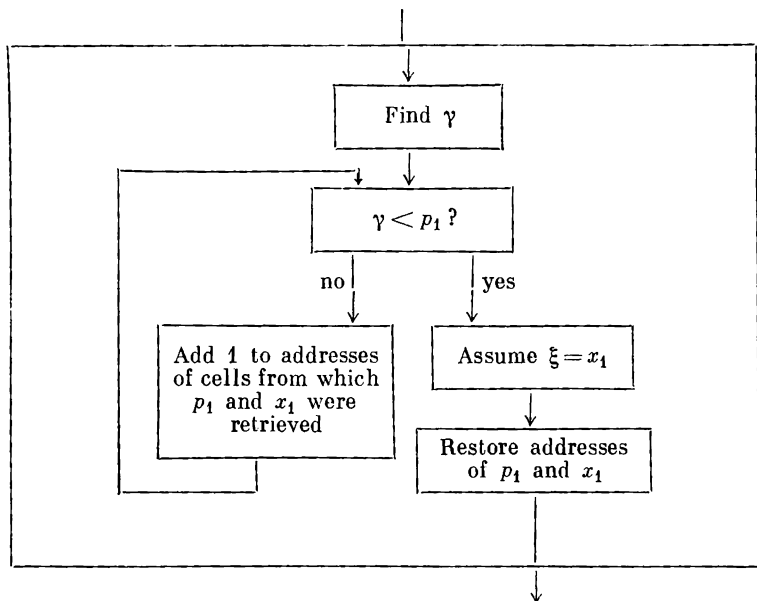 Find γ
γ < p₁ ?
no
yes
Add 1 to addresses
of cells from which
p₁ and x₁ were
retrieved
Assume ξ = x₁
Restore addresses
of p₁ and x₁